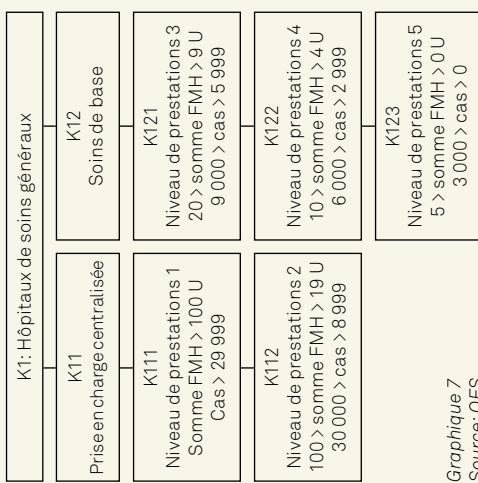 K1: Hôpitaux de soins généraux
K11
Prise en charge centralisée
K111
Niveau de prestations 1
Somme FMH > 100 U
Cas > 29 999
K112
Niveau de prestations 2
100 > somme FMH > 19 U
30 000 > cas > 8 999
K12
Soins de base
K121
Niveau de prestations 3
20 > somme FMH > 9 U
9 000 > cas > 5 999
K122
Niveau de prestations 4
10 > somme FMH > 4 U
6 000 > cas > 2 999
K123
Niveau de prestations 5
5 > somme FMH > 0 U
3 000 > cas > 0
Graphique 7
Source: OFS